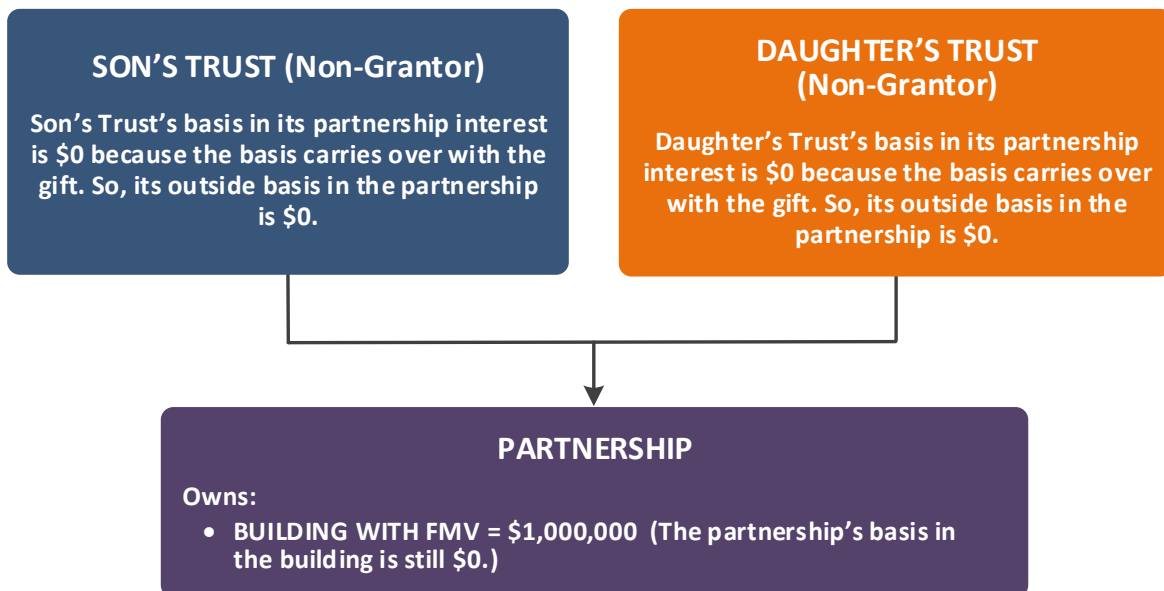 SON’S TRUST (Non-Grantor)
Son’s Trust’s basis in its partnership interest
is $0 because the basis carries over with the
gift. So, its outside basis in the partnership
is $0.
DAUGHTER’S TRUST
(Non-Grantor)
Daughter’s Trust’s basis in its partnership
interest is $0 because the basis carries over
with the gift. So, its outside basis in the
partnership is $0.
PARTNERSHIP
Owns:
• BUILDING WITH FMV = $1,000,000 (The partnership’s basis in
the building is still $0.)